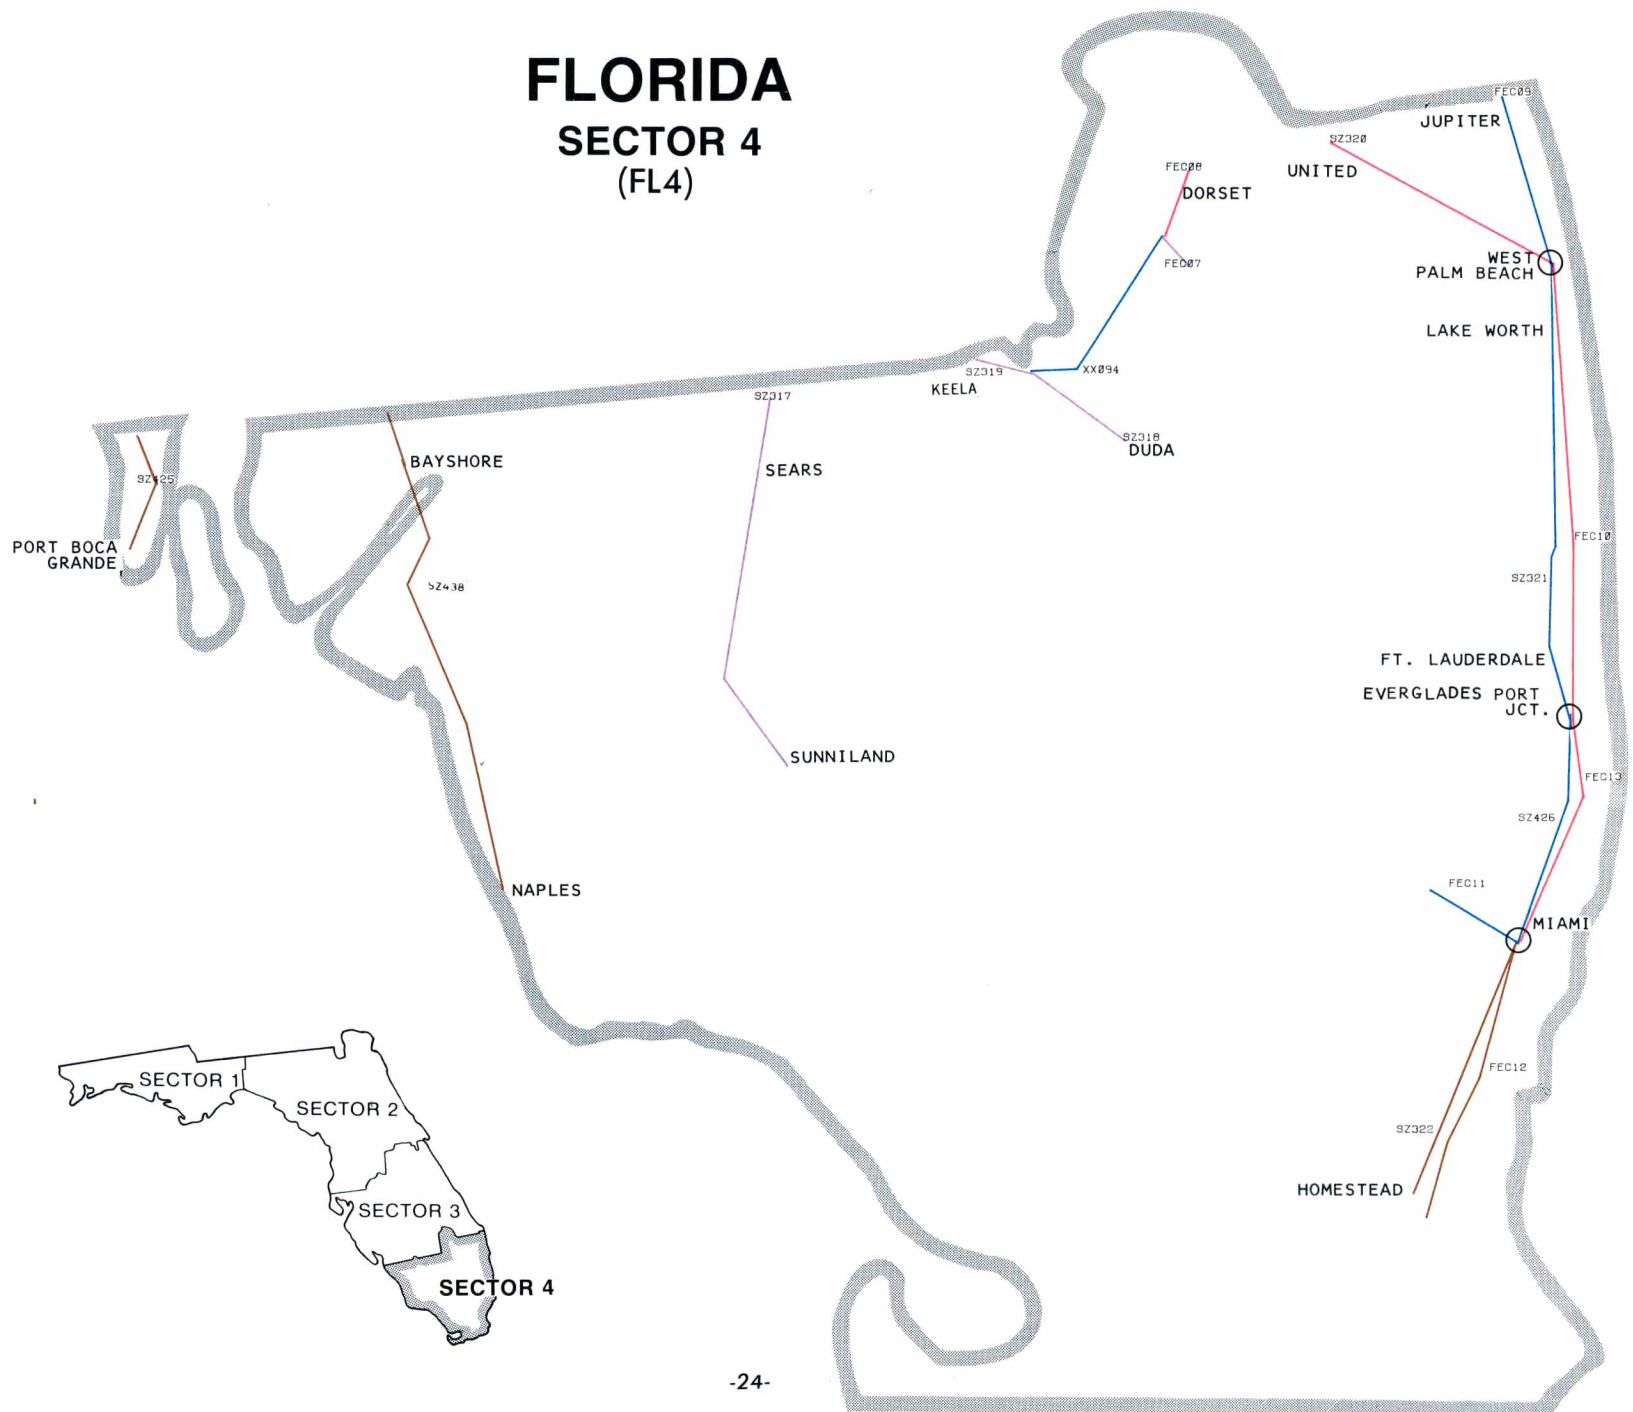 FLORIDA
SECTOR 4
(FL4)
FEC09
JUPITER
SZ320
UNITED
FEC08
DORSET
FEC07
WEST
PALM BEACH
LAKE WORTH
XX094
SZ319
KEELA
SZ317
SZ318
DUDA
BAYSHORE
SEARS
SZ425
PORT BOCA
GRANDE
SZ438
FEC10
SZ321
FT. LAUDERDALE
EVERGLADES PORT
JCT.
SUNNILAND
FEC13
SZ426
NAPLES
FEC11
MIAMI
FEC12
SZ322
HOMESTEAD
SECTOR 1
SECTOR 2
SECTOR 3
SECTOR 4
-24-